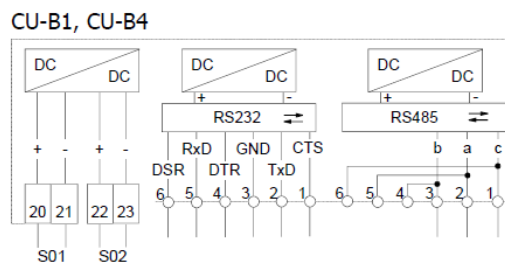 CU-B1, CU-B4
DC DC DC DC DC DC
+ - + -
RS232 RS485
RxD GND CTS b a c
+ - + -
DSR DTR TxD
6 5 4 3 2 1 6 5 4 3 2 1
20 21 22 23
S01 S02